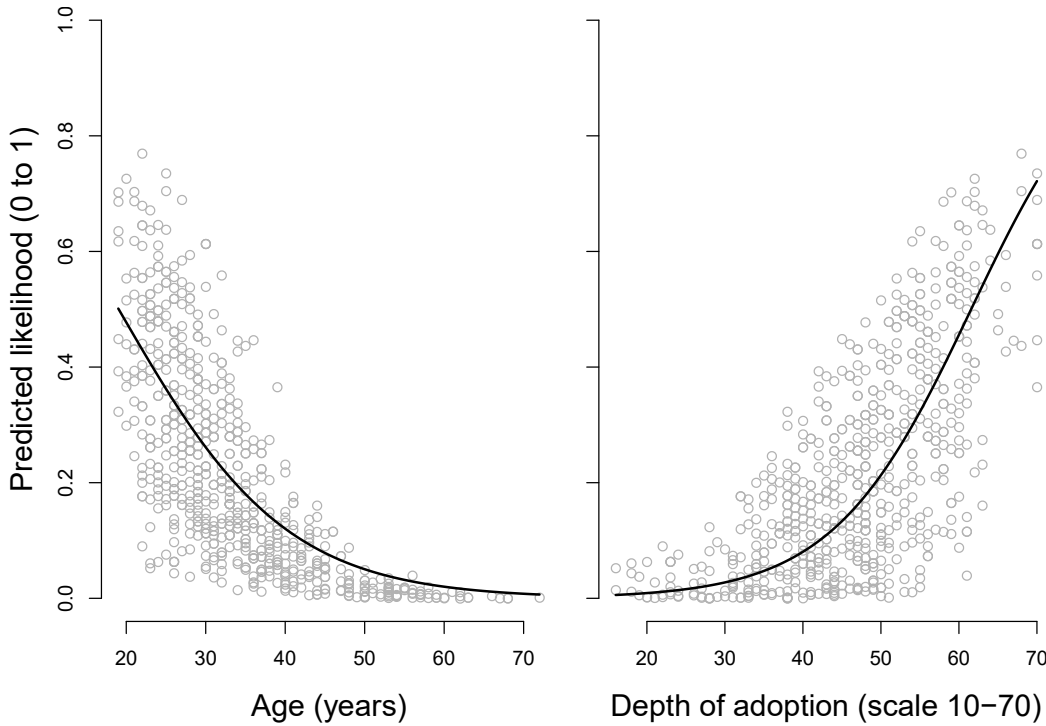 Predicted likelihood (0 to 1)
1.0
0.8
0.6
0.4
0.2
0.0
20 30 40 50 60 70
Age (years)
20 30 40 50 60 70
Depth of adoption (scale 10−70)